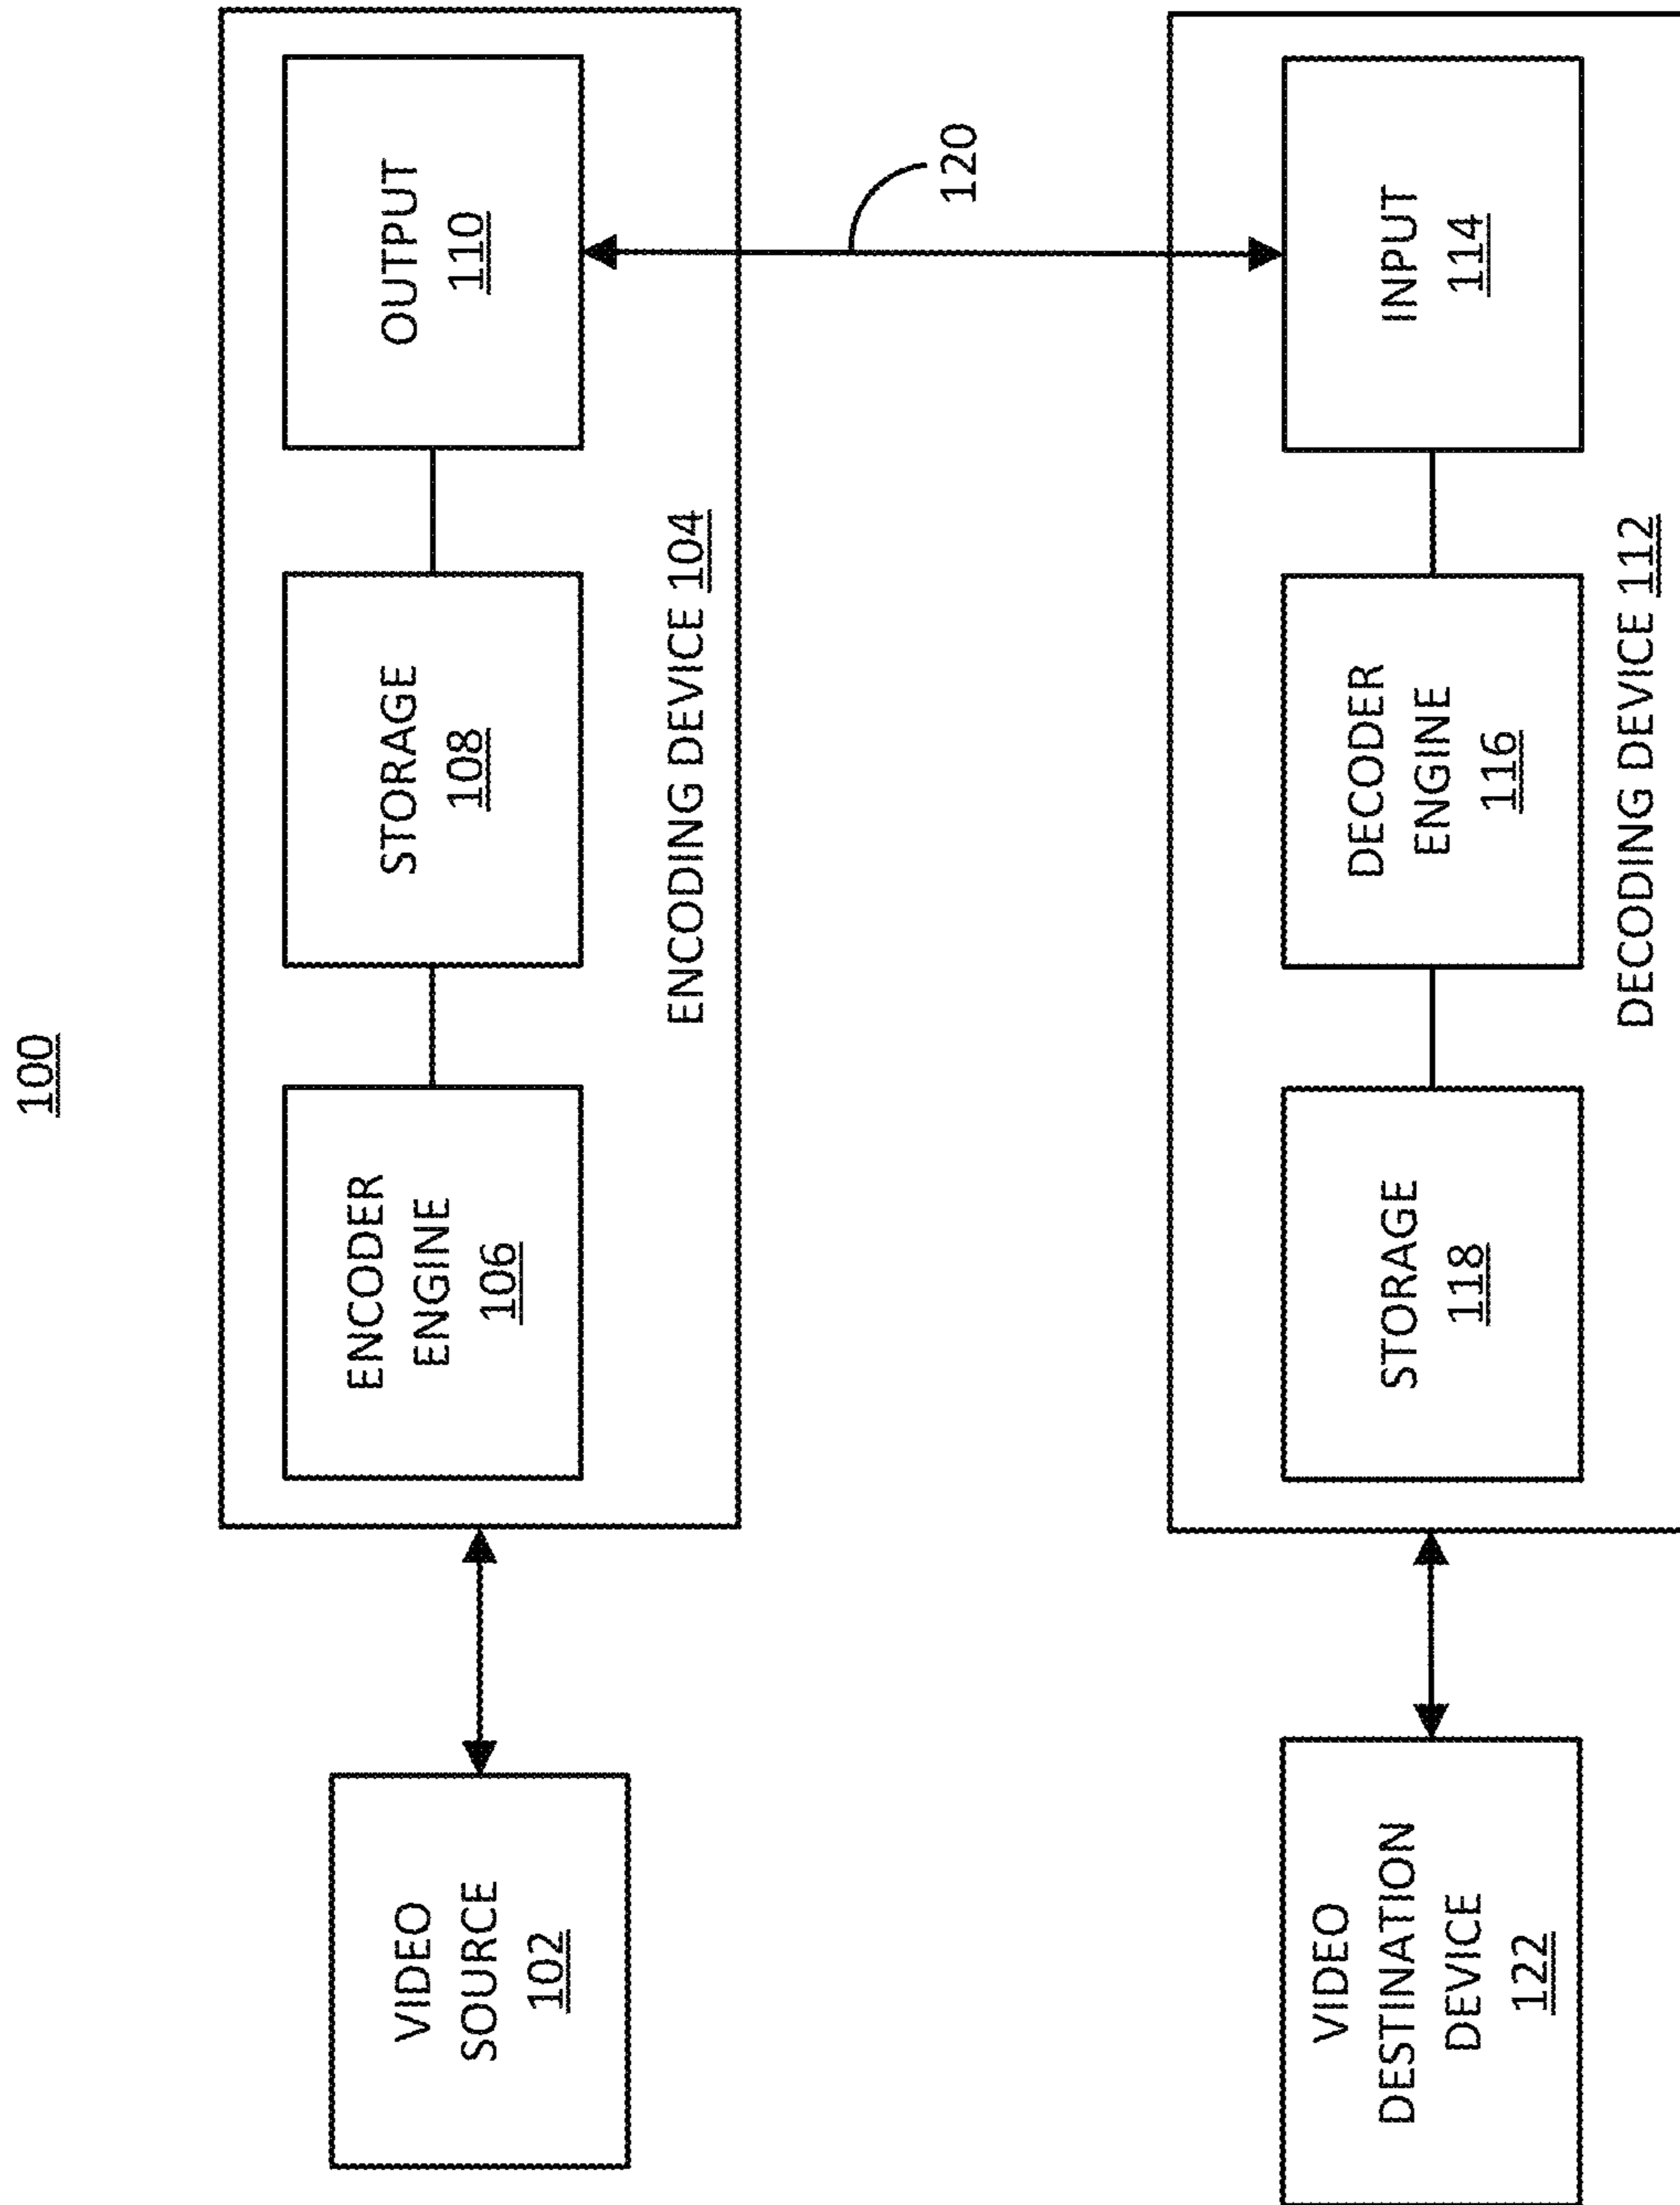 100
VIDEO
SOURCE
102
ENCODER
ENGINE
106
STORAGE
108
OUTPUT
110
ENCODING DEVICE 104
120
VIDEO
DESTINATION
DEVICE
122
STORAGE
118
DECODER
ENGINE
116
INPUT
114
DECODING DEVICE 112